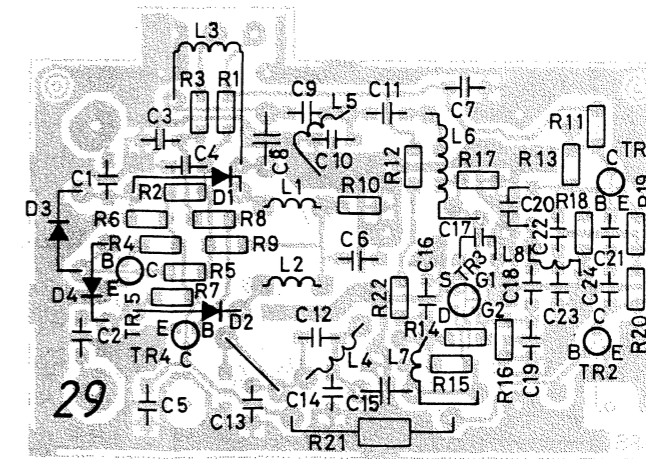 L3
R3 R1
C3
C4
C9
L5
C11
C7
C8
C10
L6
R12
R17
R11
R13
C
TR
B E
R19
C1
R2
D1
D3
R6
R8
L1
R10
C20
R18
C22
C21
R4
R9
B
C
E
R5
R7
L2
C6
C16
C17
TR3
S G1
D G2
L8
C18
C23
C24
D4
C2
TR5
E B
C
TR4
D2
C12
R22
R14
R15
R16
C19
B E
C
TR2
R20
29
C5
C13
C14
L4
C15
L7
R21